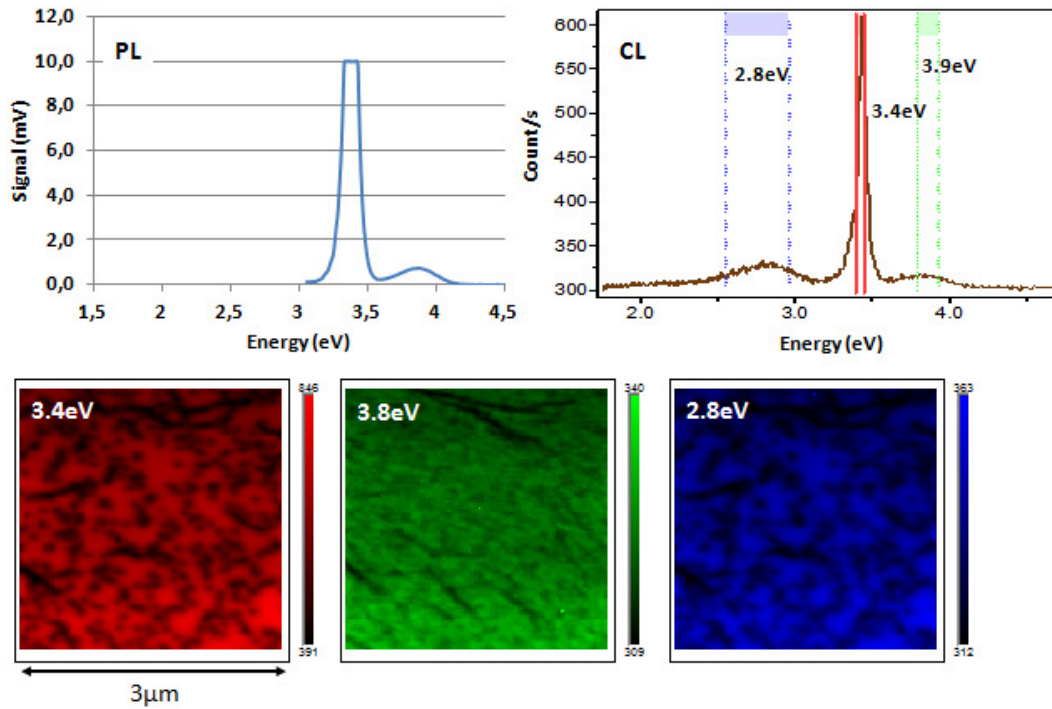 PL
Signal (mV)
12,0
10,0
8,0
6,0
4,0
2,0
0,0
1,5 2 2,5 3 3,5 4 4,5
Energy (eV)
CL
Count/s
600
550
500
450
400
350
300
2.8eV
3.9eV
3.4eV
2.0 3.0 4.0
Energy (eV)
3.4eV
846
391
3.8eV
340
309
2.8eV
363
312
3μm